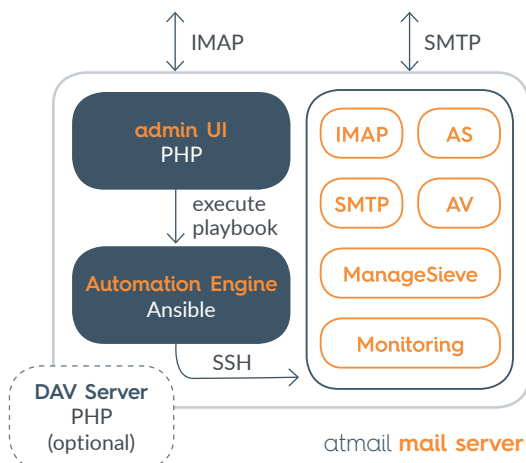 IMAP
SMTP
admin UI
PHP
execute
playbook
Automation Engine
Ansible
SSH
IMAP
AS
SMTP
AV
ManageSieve
Monitoring
DAV Server
PHP
(optional)
atmail mail server